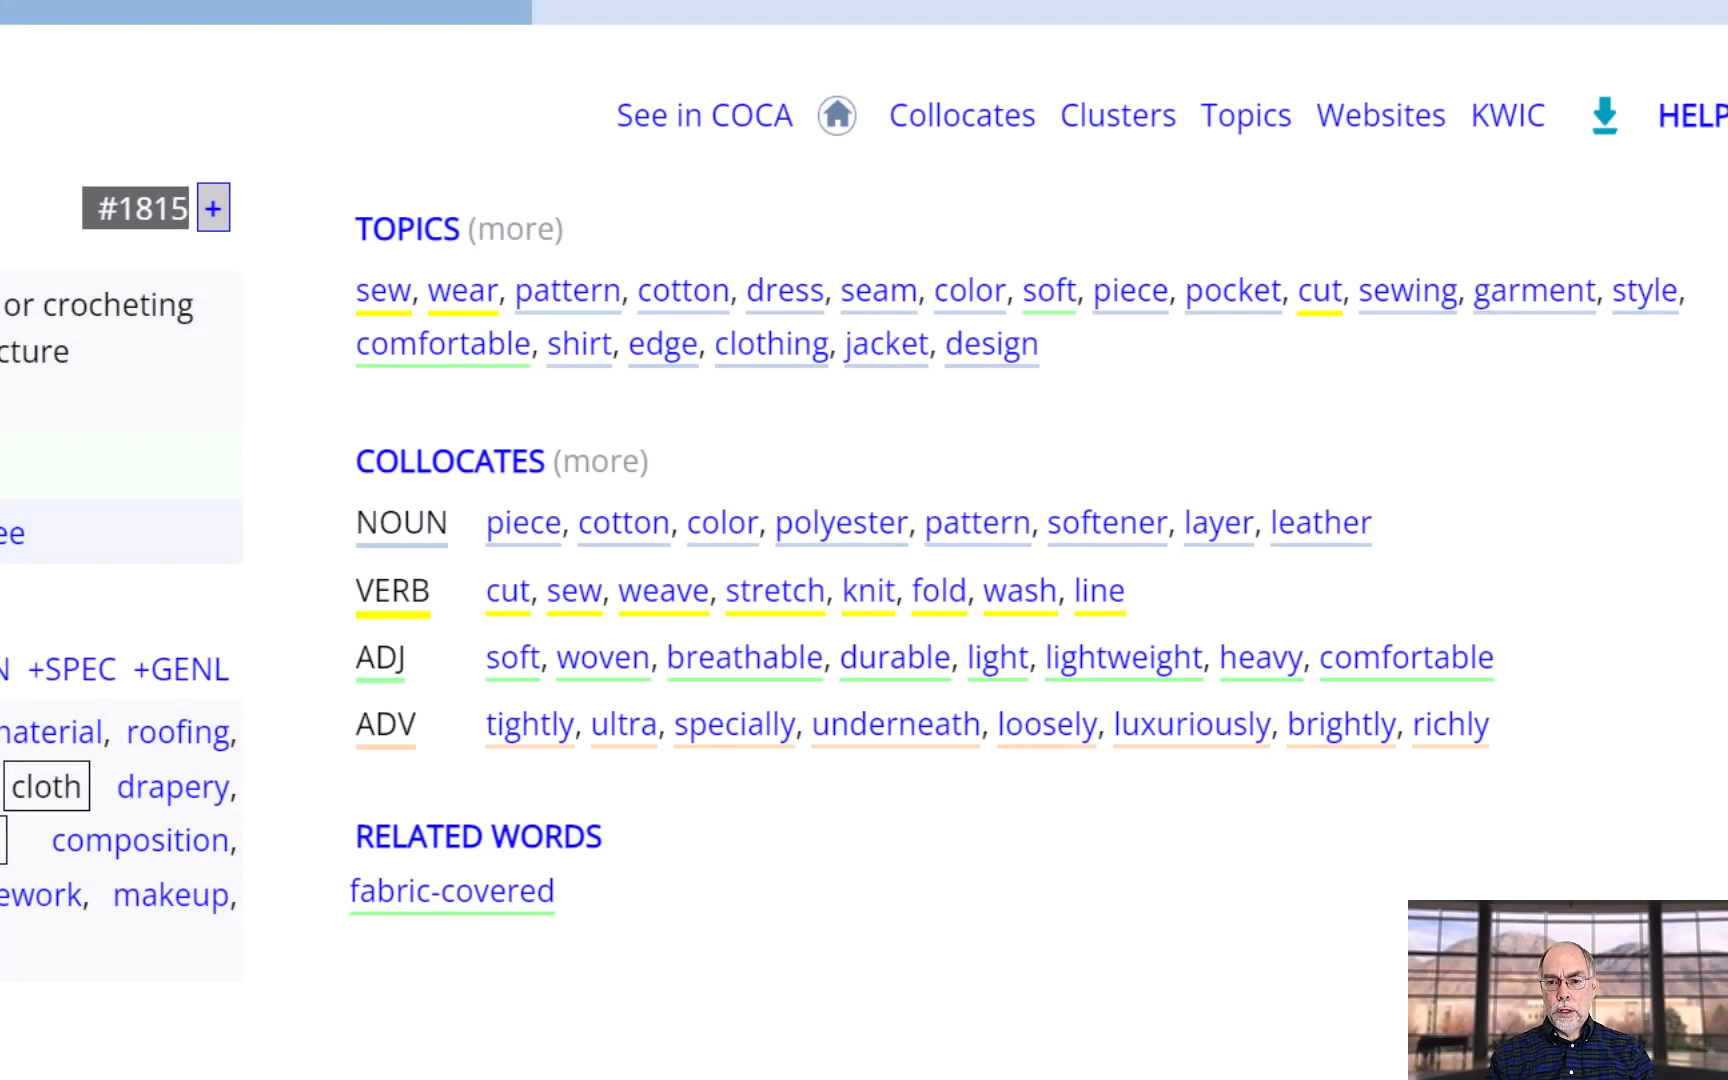 See in COCA Collocates Clusters Topics Websites KWIC HELP
#1815 +
or crocheting
cture
ee
N +SPEC +GENL
material, roofing,
cloth drapery,
composition,
ework, makeup,
TOPICS (more)
sew, wear, pattern, cotton, dress, seam, color, soft, piece, pocket, cut, sewing, garment, style,
comfortable, shirt, edge, clothing, jacket, design
COLLOCATES (more)
NOUN piece, cotton, color, polyester, pattern, softener, layer, leather
VERB cut, sew, weave, stretch, knit, fold, wash, line
ADJ soft, woven, breathable, durable, light, lightweight, heavy, comfortable
ADV tightly, ultra, specially, underneath, loosely, luxuriously, brightly, richly
RELATED WORDS
fabric-covered